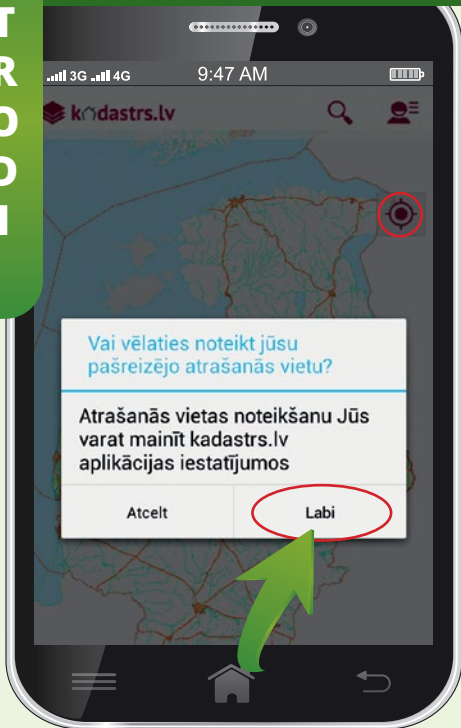 T
R
O
O
I
3G 4G 9:47 AM
kadastrs.lv
Vai vēlaties noteikt jūsu
pašreizējo atrašanās vietu?
Atrašanās vietas noteikšanu Jūs
varat mainīt kadastrs.lv
aplikācijas iestatījumos
Atcelt Labi